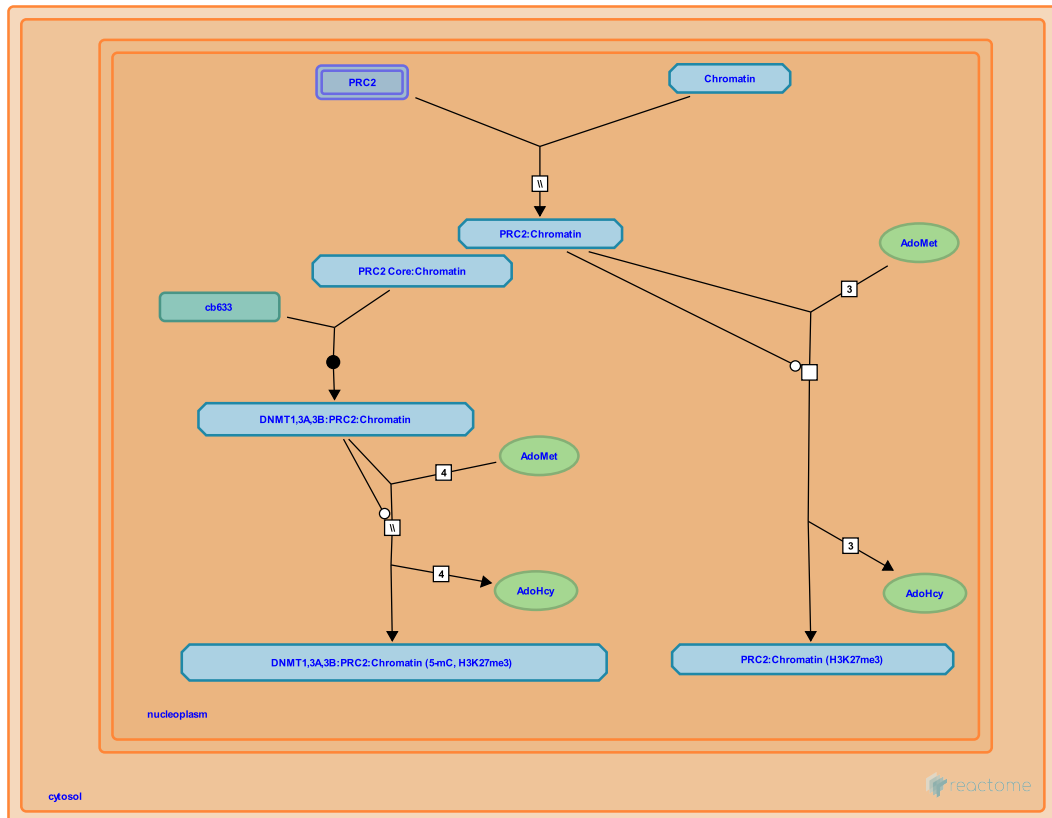 PRC2
Chromatin
\\
PRC2:Chromatin
AdoMet
PRC2 Core:Chromatin
3
cb633
DNMT1,3A,3B:PRC2:Chromatin
AdoMet
4
\\
3
4
AdoHcy
AdoHcy
DNMT1,3A,3B:PRC2:Chromatin (5-mC, H3K27me3)
PRC2:Chromatin (H3K27me3)
nucleoplasm
reactome
cytosol